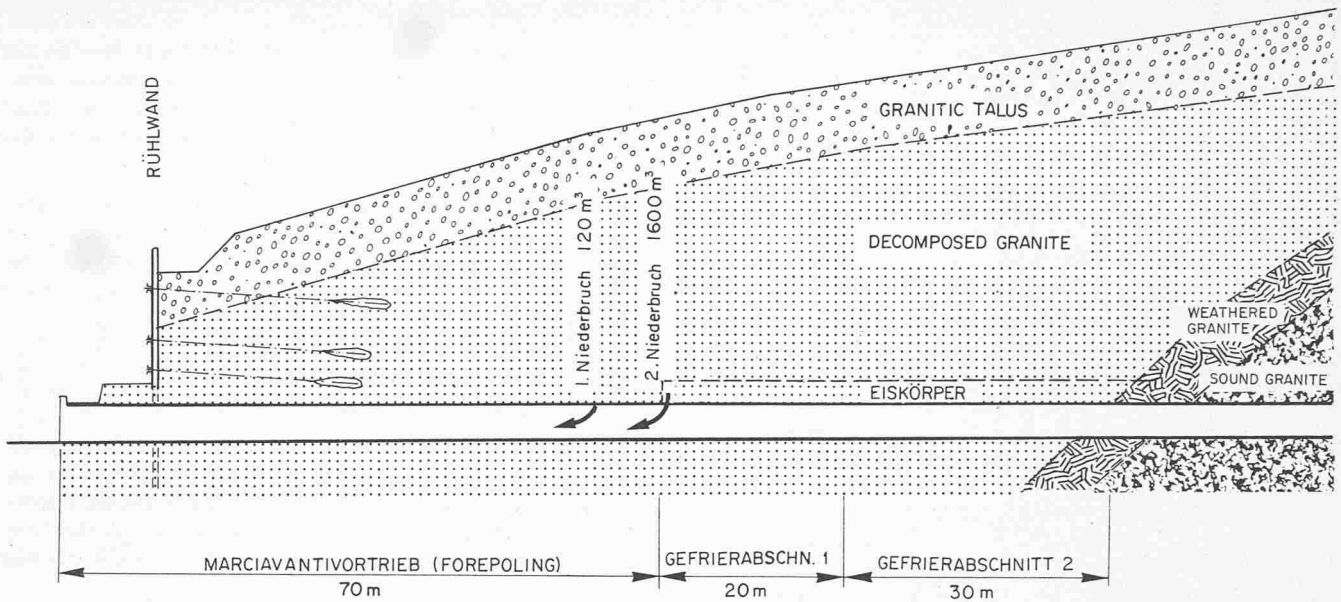 RÜHLWAND
GRANITIC TALUS
1. Niederbruch 120 m³
2. Niederbruch 1600 m³
DECOMPOSED GRANITE
WEATHERED
GRANITE
SOUND GRANITE
EISKÖRPER
MARCIAVANTIVORTRIEB (FOREPOLING)
70 m
GEFRIERABSCHN. 1
20 m
GEFRIERABSCHNITT 2
30 m